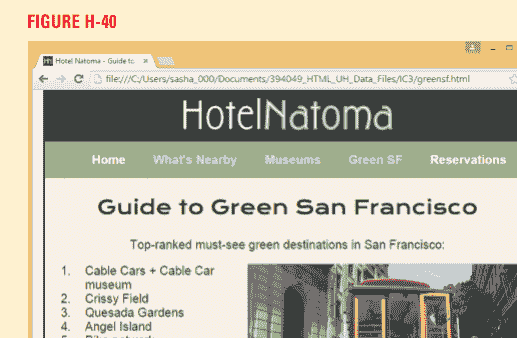 FIGURE H-40
Hotel Natoma - Guide to
file:///C:/Users/sasha_000/Documents/394049_HTML_UH_Data_Files/IC3/greensf.html
HotelNatoma
Home What's Nearby Museums Green SF Reservations
Guide to Green San Francisco
Top-ranked must-see green destinations in San Francisco:
1. Cable Cars + Cable Car
museum
2. Crissy Field
3. Quesada Gardens
4. Angel Island